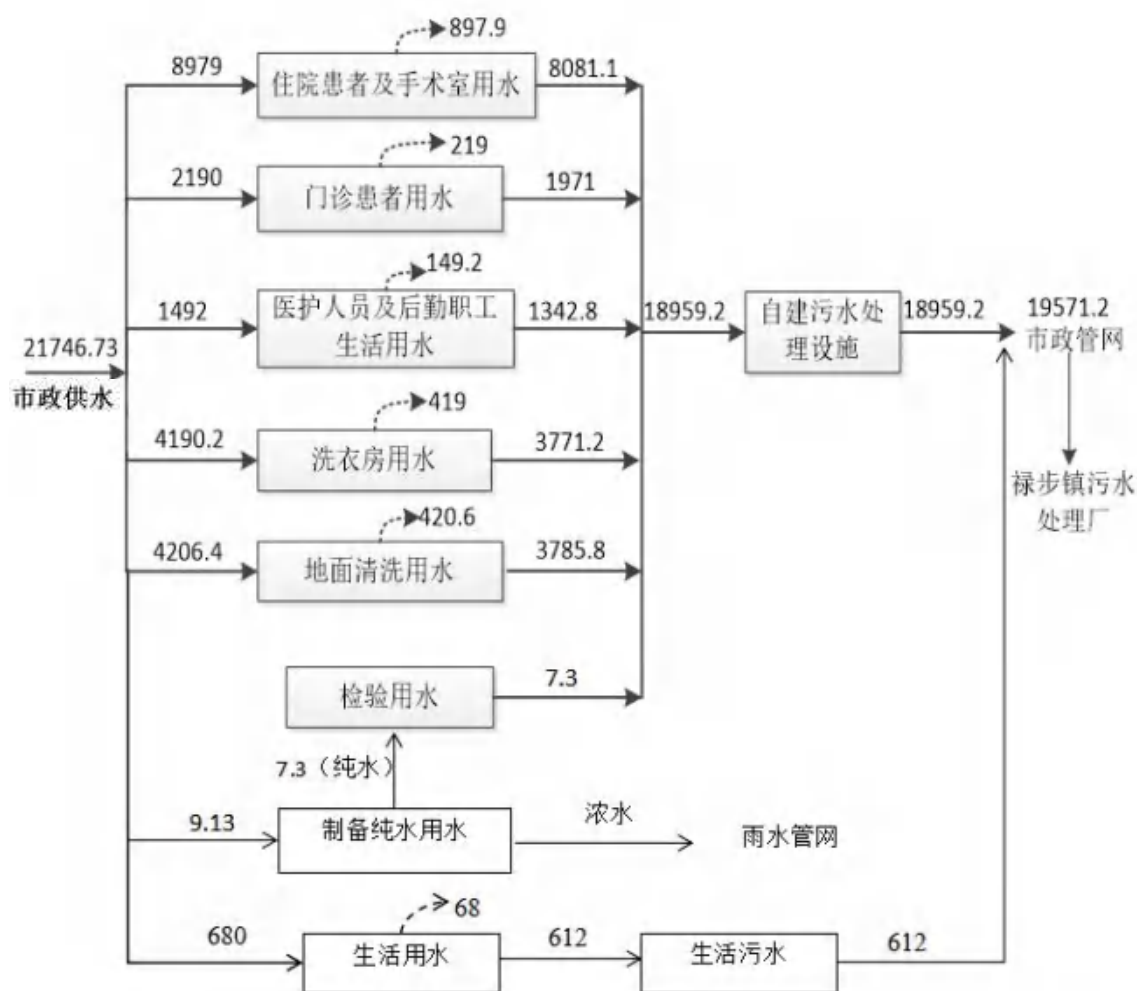 897.9
8979
住院患者及手术室用水
8081.1
219
2190
门诊患者用水
1971
149.2
1492
医护人员及后勤职工
生活用水
1342.8
18959.2
自建污水处
理设施
18959.2
19571.2
市政管网
21746.73
市政供水
419
4190.2
洗衣房用水
3771.2
禄步镇污水
处理厂
420.6
4206.4
地面清洗用水
3785.8
检验用水
7.3
7.3（纯水）
9.13
制备纯水用水
浓水
雨水管网
68
680
生活用水
612
生活污水
612